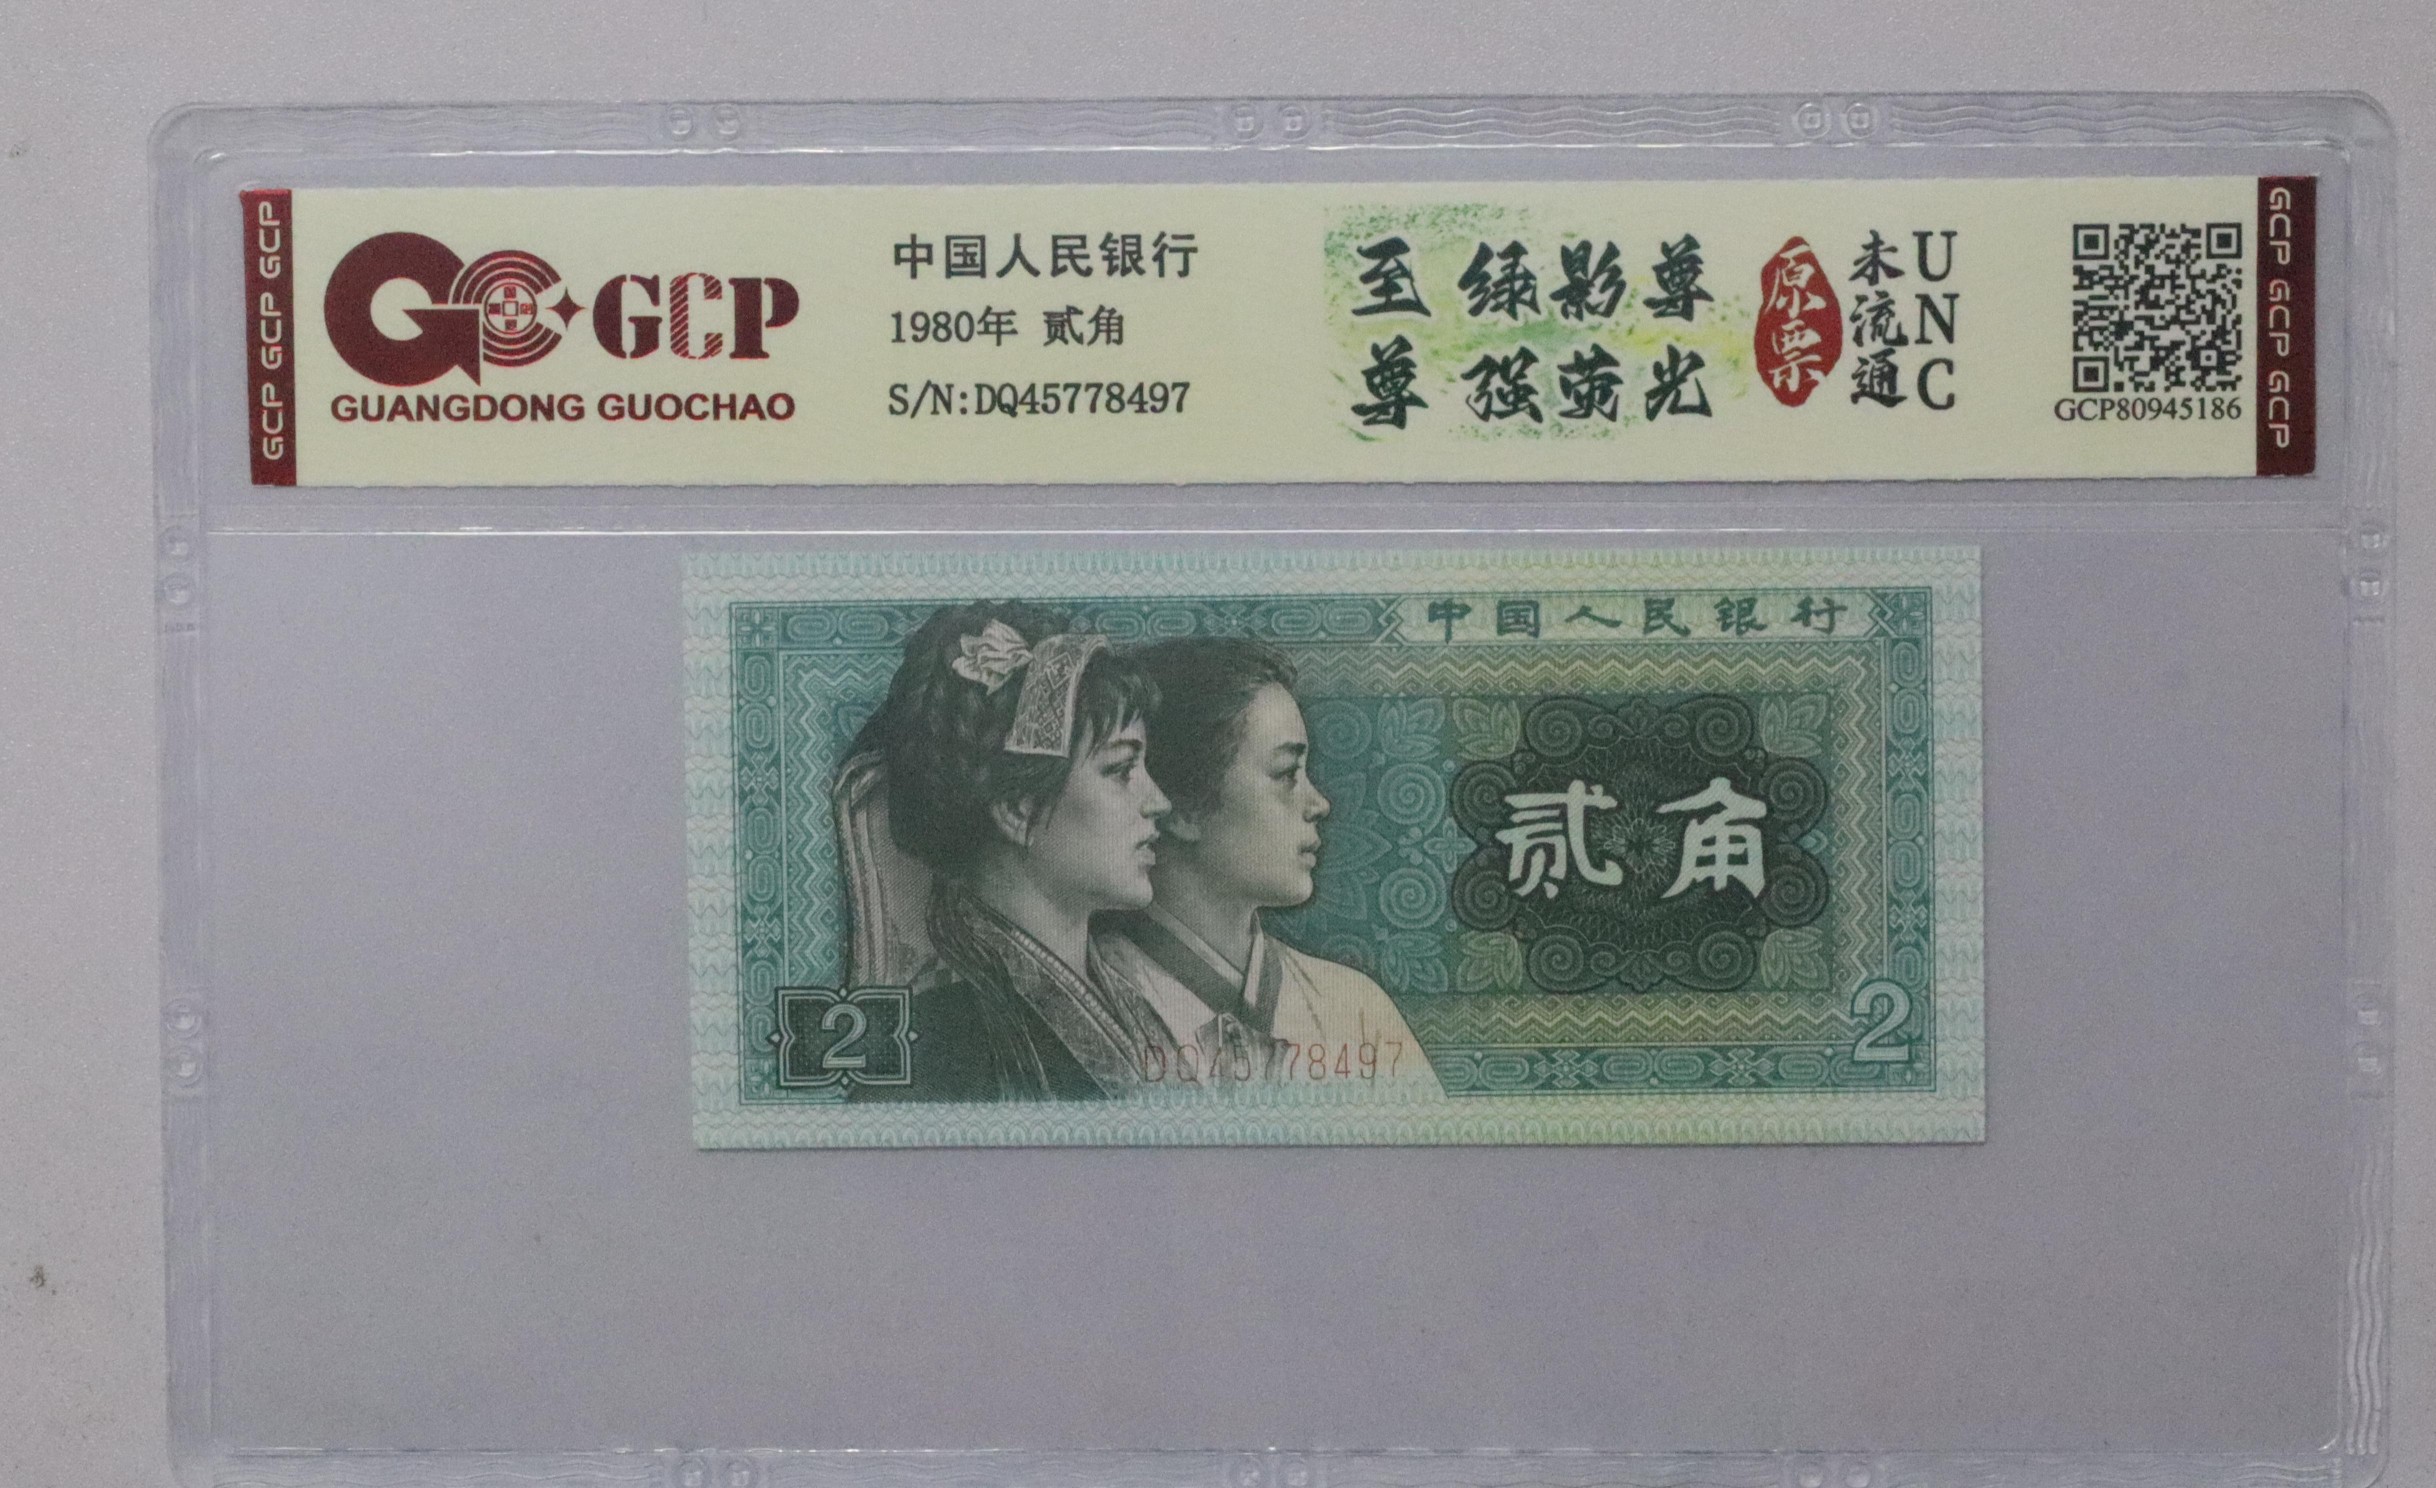 GCP GCP GCP
GCP
GUANGDONG GUOCHAO
中国人民银行
1980年 贰角
S/N:DQ45778497
至尊
绿影尊
强荧光
原票
未流通
UNC
GCP80945186
GCP GCP GCP
中国人民银行
贰角
2
2
DQ45778497